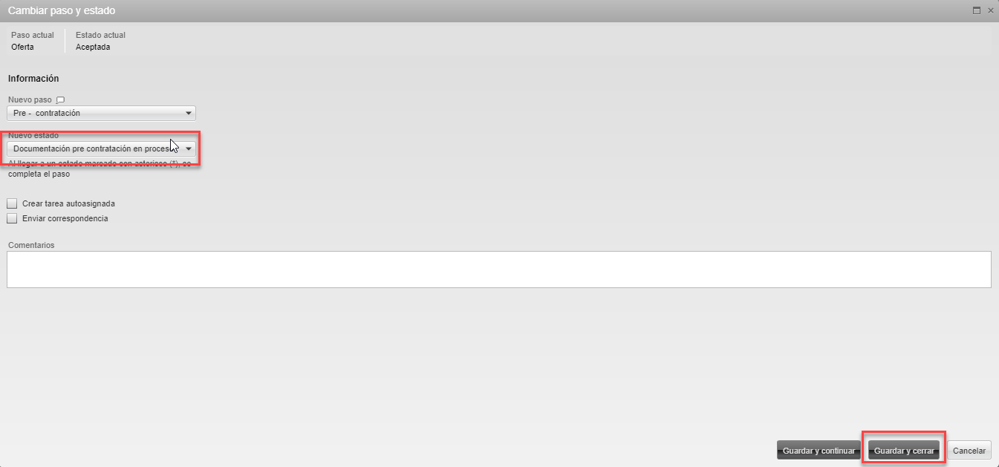 Cambiar paso y estado
Paso actual
Estado actual
Oferta
Aceptada
Información
Nuevo paso
Pre - contratación
Nuevo estado
Documentación pre contratación en proces
Al llegar a un estado marcado con asterisco (*), se
completa el paso
Crear tarea autoasignada
Enviar correspondencia
Comentarios
Guardar y continuar
Guardar y cerrar
Cancelar